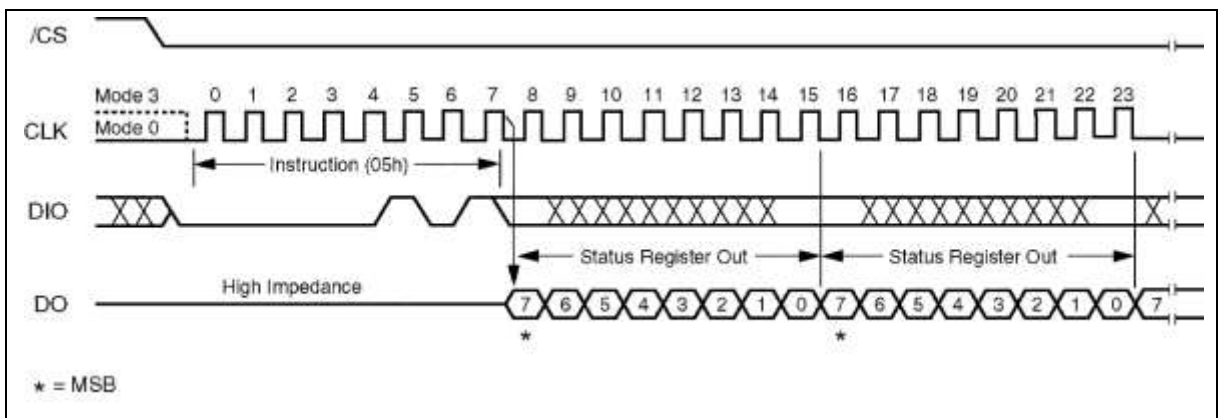 /CS
Mode 3 0 1 2 3 4 5 6 7 8 9 10 11 12 13 14 15 16 17 18 19 20 21 22 23
CLK Mode 0
Instruction (05h)
DIO
Status Register Out Status Register Out
High Impedance
DO 7 6 5 4 3 2 1 0 7 6 5 4 3 2 1 0 7
* *
* = MSB